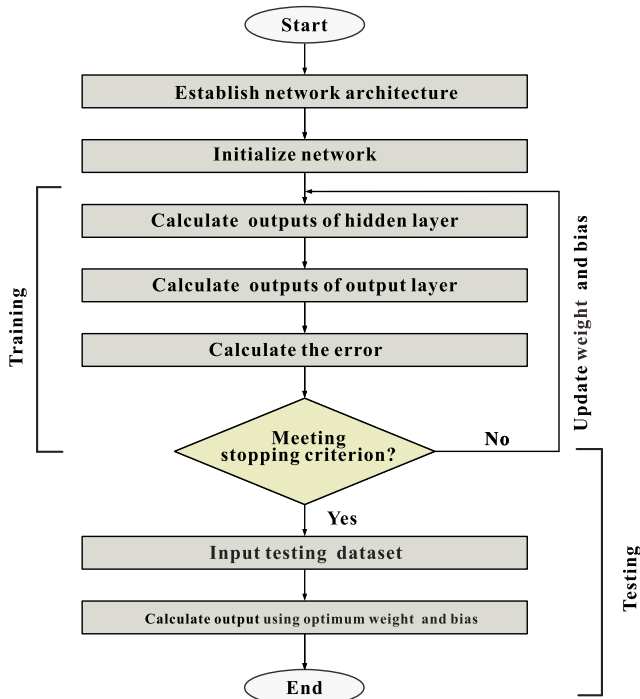 Start
Establish network architecture
Initialize network
Calculate outputs of hidden layer
Calculate outputs of output layer
Calculate the error
Meeting
stopping criterion?
No
Yes
Input testing dataset
Calculate output using optimum weight and bias
End
Training
Update weight and bias
Testing